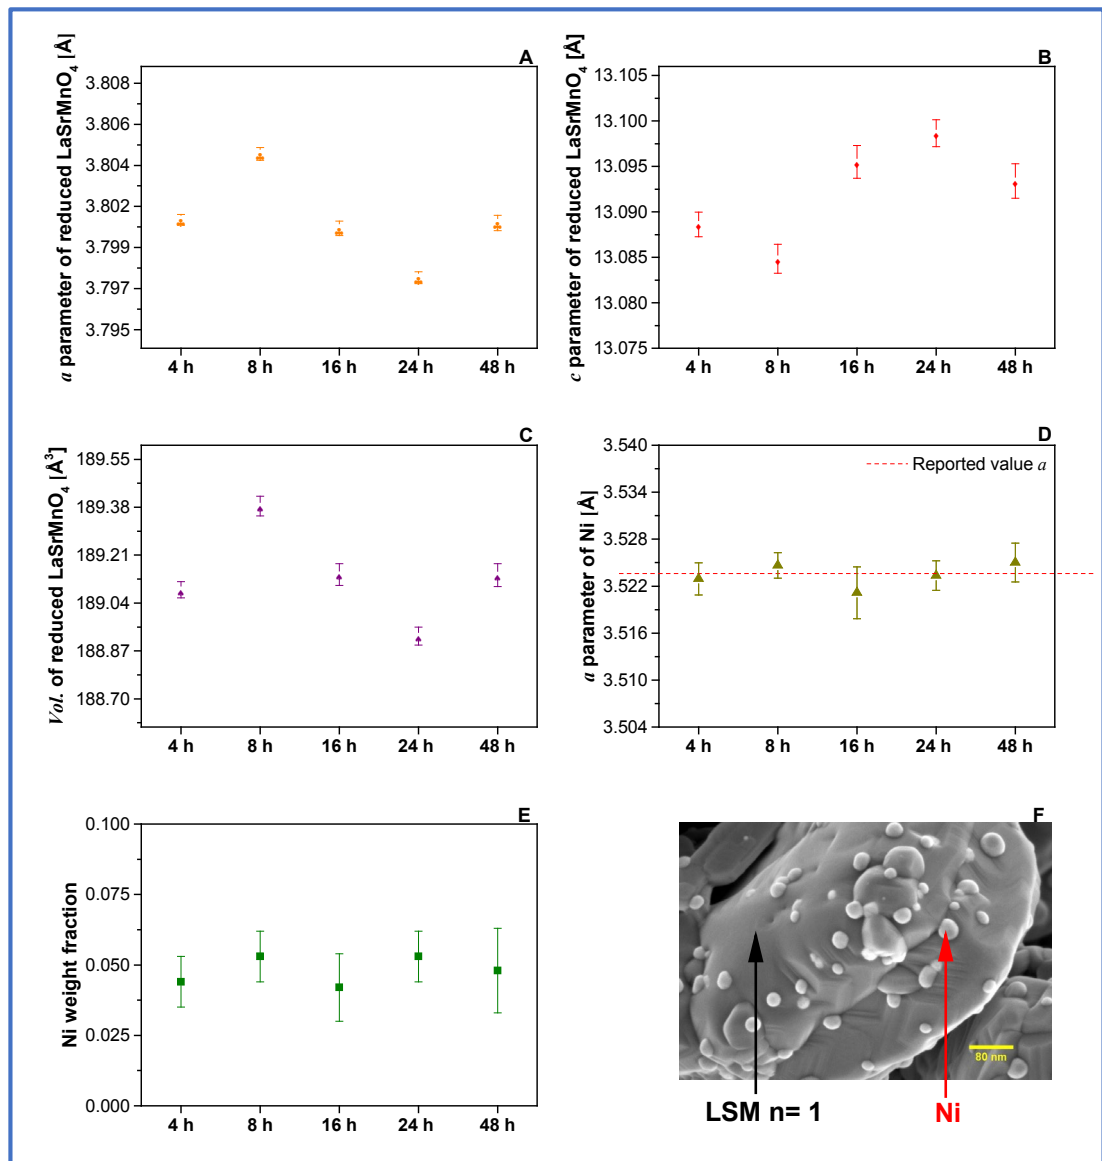 A
a parameter of reduced LaSrMnO₄ [Å]
3.808
3.806
3.804
3.802
3.799
3.797
3.795
4 h 8 h 16 h 24 h 48 h
B
c parameter of reduced LaSrMnO₄ [Å]
13.105
13.100
13.095
13.090
13.085
13.080
13.075
4 h 8 h 16 h 24 h 48 h
C
Vol. of reduced LaSrMnO₄ [Å³]
189.55
189.38
189.21
189.04
188.87
188.70
4 h 8 h 16 h 24 h 48 h
D
a parameter of Ni [Å]
3.540
3.534
3.528
3.522
3.516
3.510
3.504
Reported value a
4 h 8 h 16 h 24 h 48 h
E
Ni weight fraction
0.100
0.075
0.050
0.025
0.000
4 h 8 h 16 h 24 h 48 h
F
80 nm
LSM n= 1
Ni